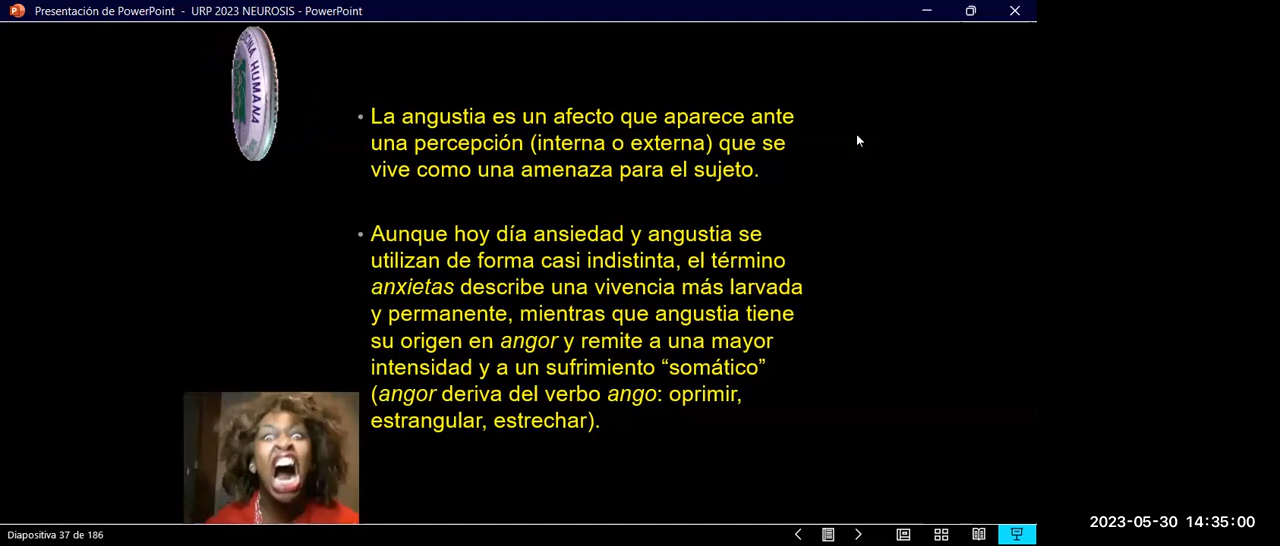 Presentación de PowerPoint - URP 2023 NEUROSIS - PowerPoint
HUMANA
• La angustia es un afecto que aparece ante
una percepción (interna o externa) que se
vive como una amenaza para el sujeto.
• Aunque hoy día ansiedad y angustia se
utilizan de forma casi indistinta, el término
anxietas describe una vivencia más larvada
y permanente, mientras que angustia tiene
su origen en angor y remite a una mayor
intensidad y a un sufrimiento “somático”
(angor deriva del verbo ango: oprimir,
estrangular, estrechar).
2023-05-30 14:35:00
Diapositiva 37 de 186